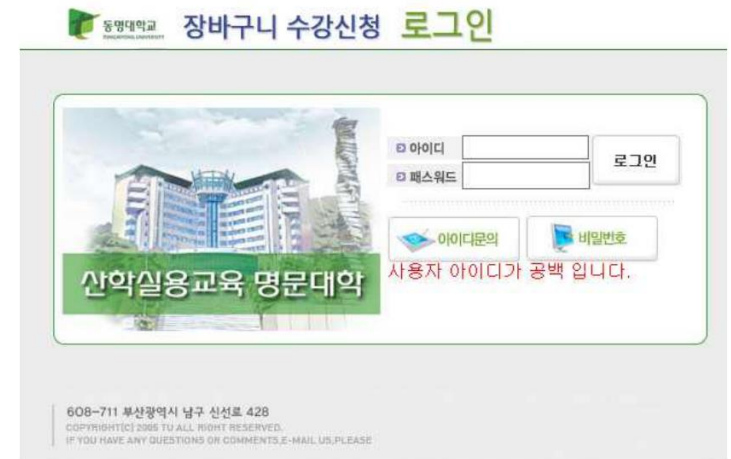 동명대학교 장바구니 수강신청 로그인
TONGMYONG UNIVERSITY
아이디
패스워드
로그인
아이디문의
비밀번호
사용자 아이디가 공백 입니다.
산학실용교육 명문대학
608-711 부산광역시 남구 신선로 428
COPYRIGHT(C) 2005 TU ALL RIGHT RESERVED.
IF YOU HAVE ANY QUESTIONS OR COMMENTS,E-MAIL US,PLEASE